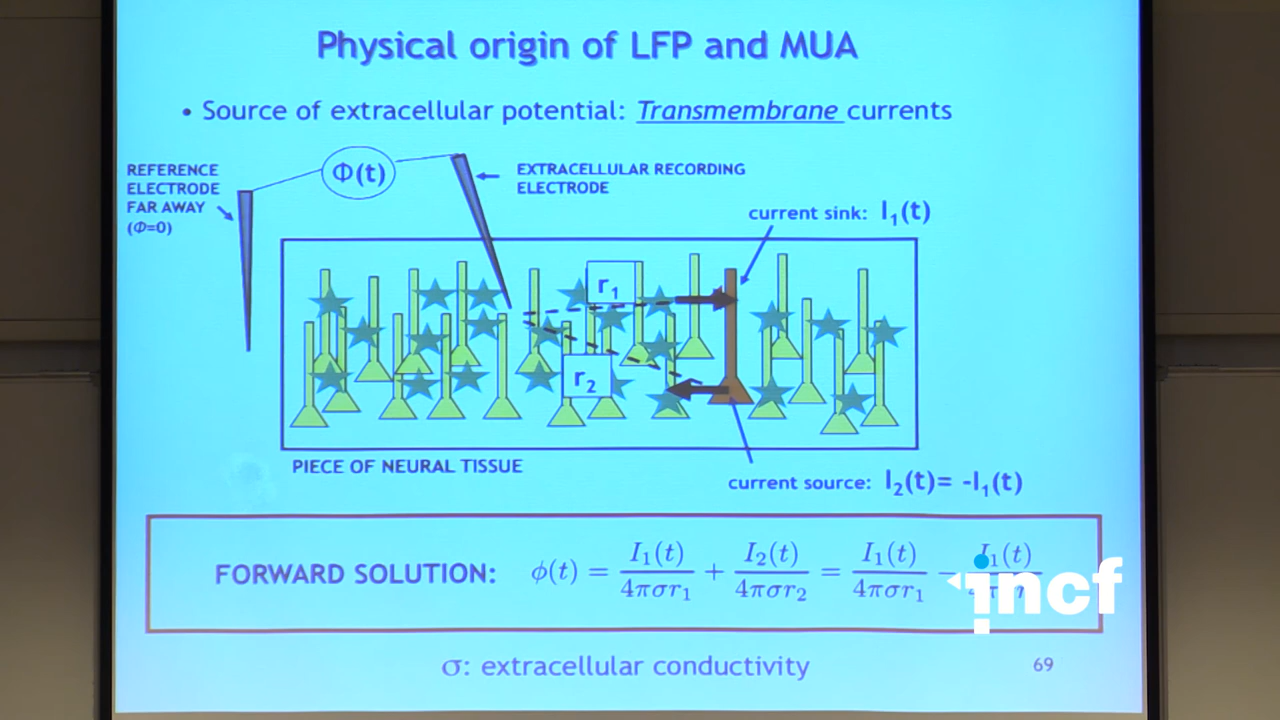 Physical origin of LFP and MUA
• Source of extracellular potential: Transmembrane currents
REFERENCE
ELECTRODE
FAR AWAY
(Φ=0)
Φ(t)
EXTRACELLULAR RECORDING
ELECTRODE
current sink: I₁(t)
r₁
r₂
PIECE OF NEURAL TISSUE
current source: I₂(t)= -I₁(t)
FORWARD SOLUTION: ϕ(t) = I₁(t)/4πσr₁ + I₂(t)/4πσr₂ = I₁(t)/4πσr₁ − I₁(t)
incf
σ: extracellular conductivity
69